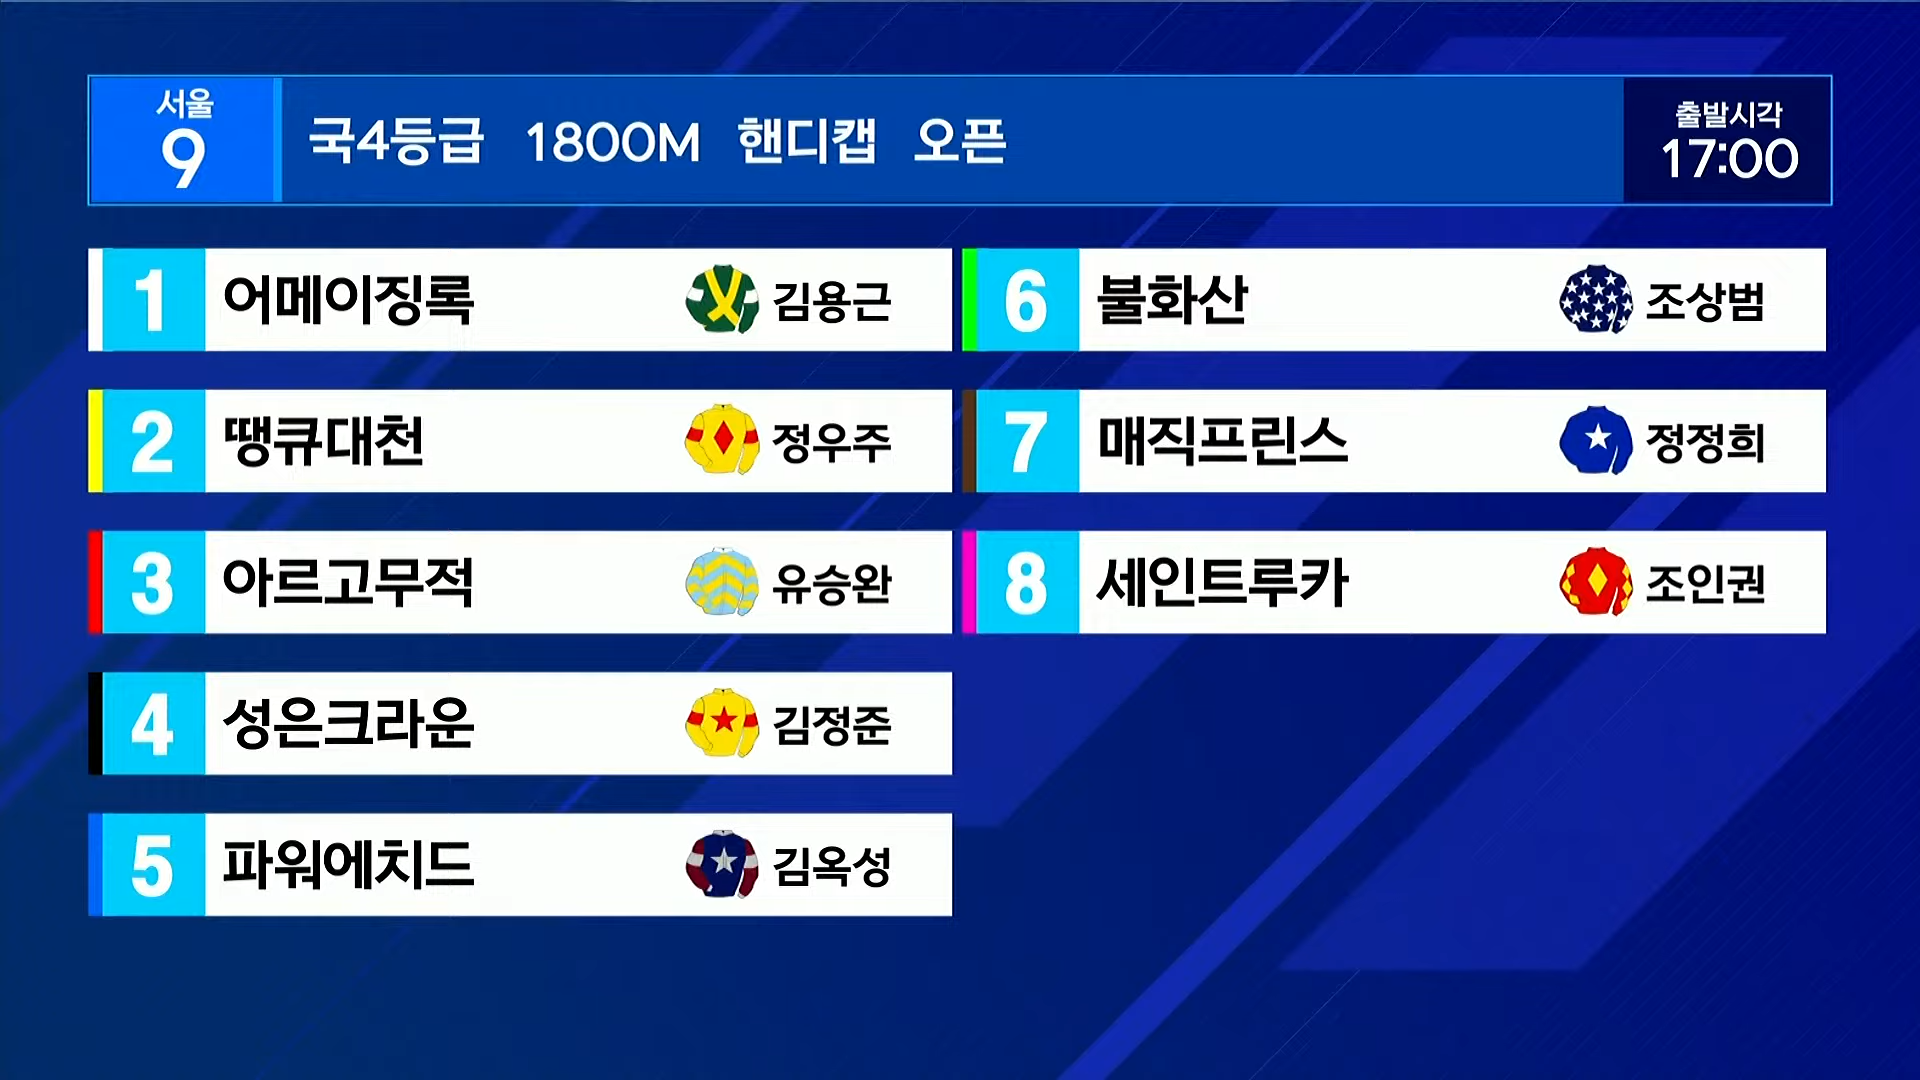 서울
9
국4등급 1800M 핸디캡 오픈
출발시각
17:00
1 어메이징록 김용근
2 땡큐대천 정우주
3 아르고무적 유승완
4 성은크라운 김정준
5 파워에치드 김옥성
6 불화산 조상범
7 매직프린스 정정희
8 세인트루카 조인권